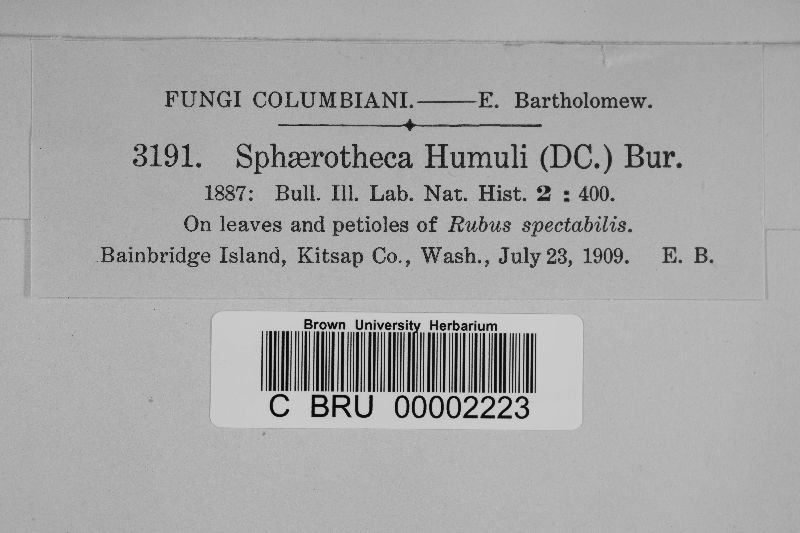 FUNGI COLUMBIANI.——E. Bartholomew.
3191. Sphærotheca Humuli (DC.) Bur.
1887: Bull. Ill. Lab. Nat. Hist. 2 : 400.
On leaves and petioles of Rubus spectabilis.
Bainbridge Island, Kitsap Co., Wash., July 23, 1909. E. B.
Brown University Herbarium
C BRU 00002223